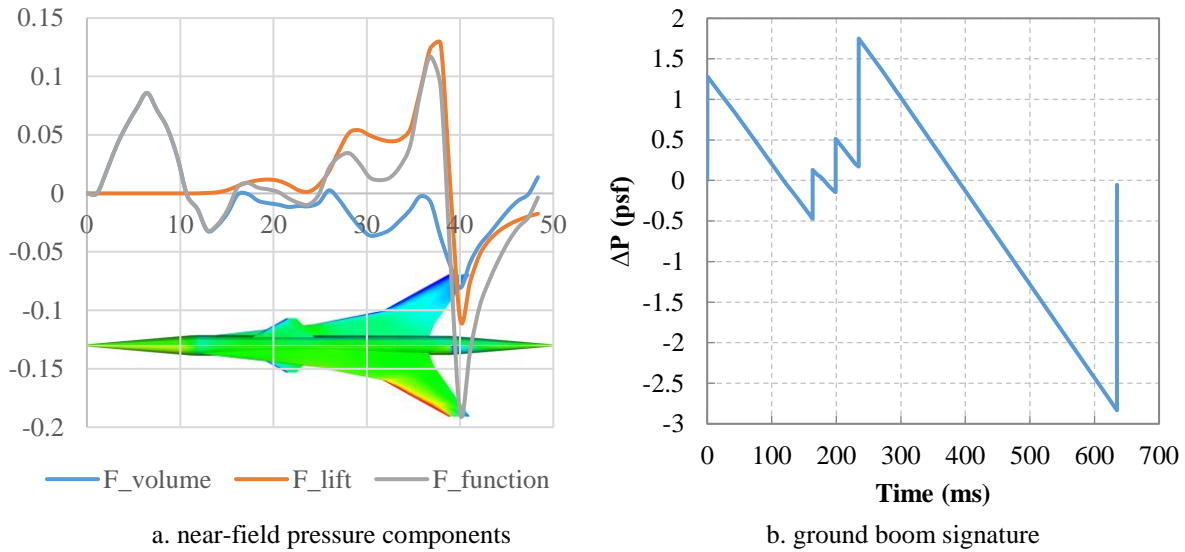 0.15
0.1
0.05
0
-0.05
-0.1
-0.15
-0.2
0 10 20 30 40 50
F_volume F_lift F_function
a. near-field pressure components
2
1.5
1
0.5
0
-0.5
-1
-1.5
-2
-2.5
-3
ΔP (psf)
0 100 200 300 400 500 600 700
Time (ms)
b. ground boom signature